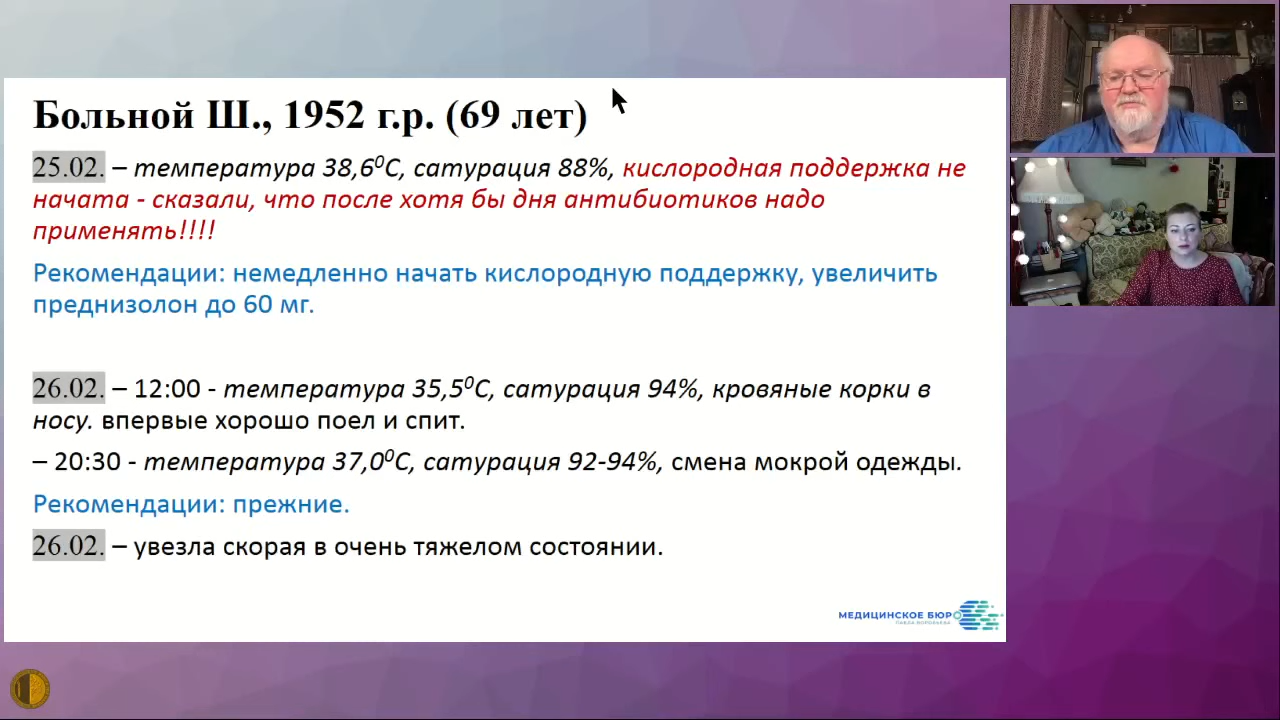 Больной Ш., 1952 г.р. (69 лет)
25.02. – температура 38,6⁰С, сатурация 88%, кислородная поддержка не
начата - сказали, что после хотя бы дня антибиотиков надо
применять!!!!
Рекомендации: немедленно начать кислородную поддержку, увеличить
преднизолон до 60 мг.
26.02. – 12:00 - температура 35,5⁰С, сатурация 94%, кровяные корки в
носу. впервые хорошо поел и спит.
– 20:30 - температура 37,0⁰С, сатурация 92-94%, смена мокрой одежды.
Рекомендации: прежние.
26.02. – увезла скорая в очень тяжелом состоянии.
МЕДИЦИНСКОЕ БЮРО
ПАВЛА ВОРОБЬЕВА